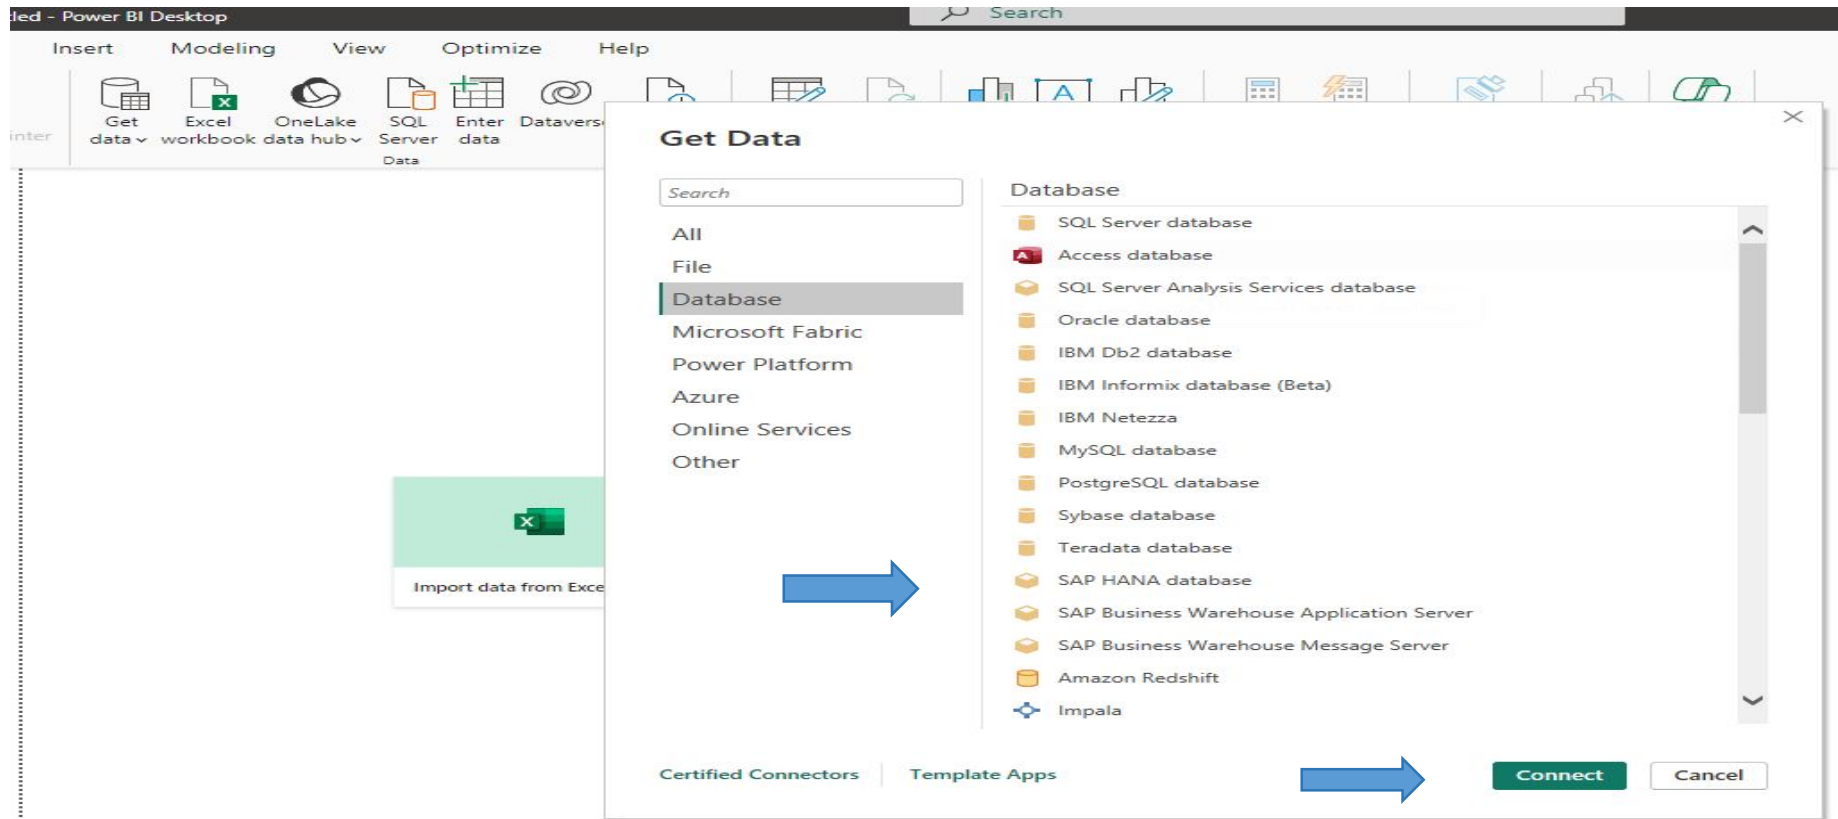 led - Power BI Desktop
Search
Insert Modeling View Optimize Help
Get data
Excel workbook
OneLake data hub
SQL Server
Enter data
Datavers
inter
Data
Get Data
Search
All
File
Database
Microsoft Fabric
Power Platform
Azure
Online Services
Other
Database
SQL Server database
Access database
SQL Server Analysis Services database
Oracle database
IBM Db2 database
IBM Informix database (Beta)
IBM Netezza
MySQL database
PostgreSQL database
Sybase database
Teradata database
SAP HANA database
SAP Business Warehouse Application Server
SAP Business Warehouse Message Server
Amazon Redshift
Impala
Import data from Exce
Certified Connectors
Template Apps
Connect
Cancel